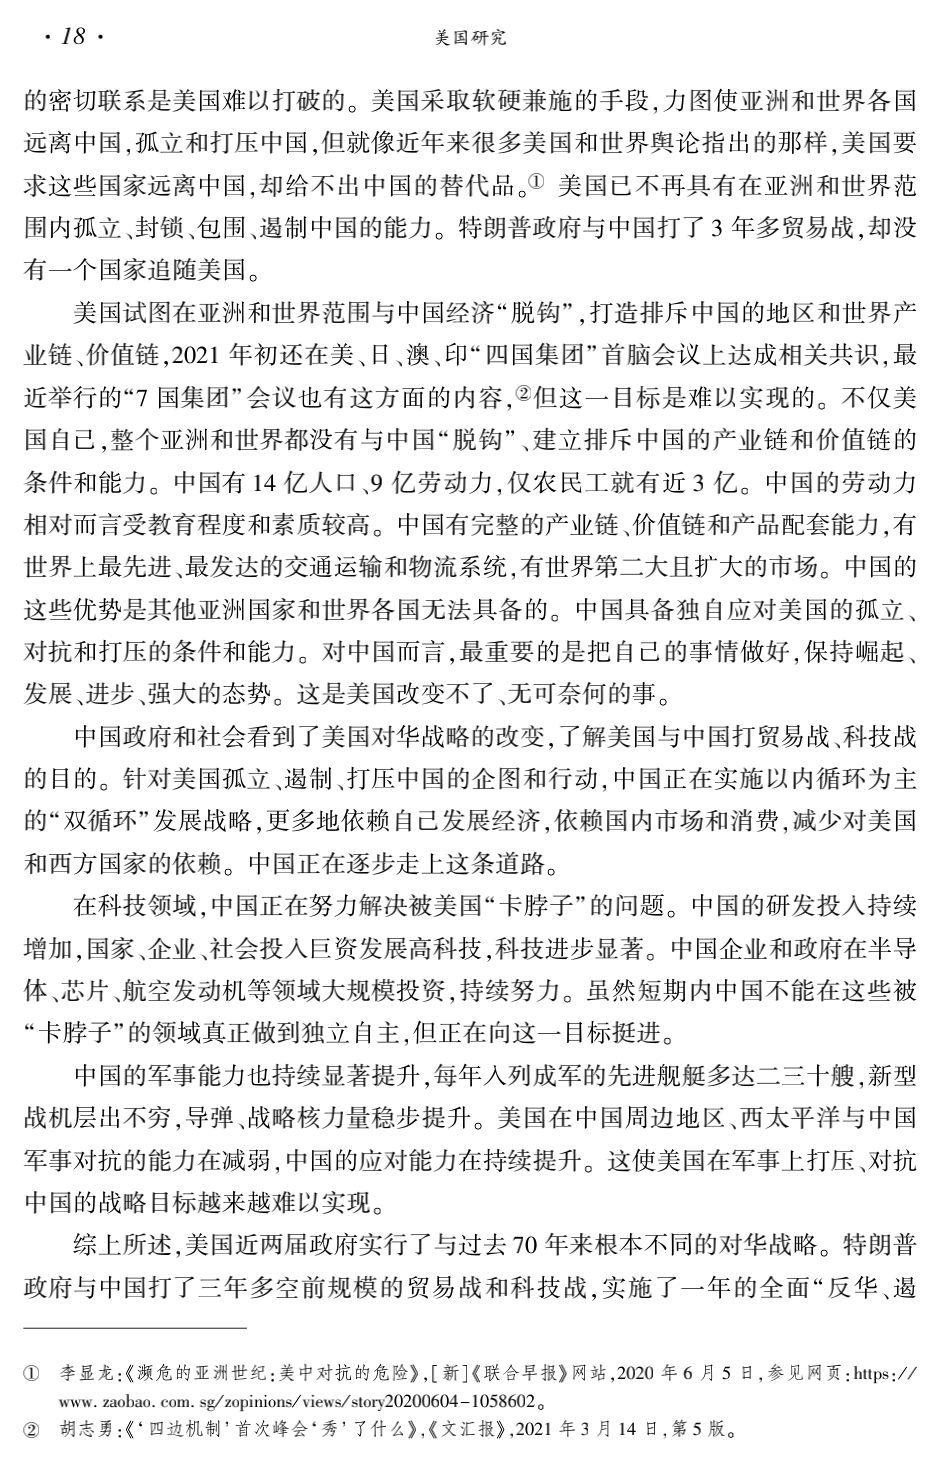 · 18 ·
美国研究
的密切联系是美国难以打破的。美国采取软硬兼施的手段,力图使亚洲和世界各国
远离中国,孤立和打压中国,但就像近年来很多美国和世界舆论指出的那样,美国要
求这些国家远离中国,却给不出中国的替代品。① 美国已不再具有在亚洲和世界范
围内孤立、封锁、包围、遏制中国的能力。特朗普政府与中国打了 3 年多贸易战,却没
有一个国家追随美国。
美国试图在亚洲和世界范围与中国经济“脱钩”,打造排斥中国的地区和世界产
业链、价值链,2021 年初还在美、日、澳、印“四国集团”首脑会议上达成相关共识,最
近举行的“7 国集团”会议也有这方面的内容,②但这一目标是难以实现的。不仅美
国自己,整个亚洲和世界都没有与中国“脱钩”、建立排斥中国的产业链和价值链的
条件和能力。中国有 14 亿人口、9 亿劳动力,仅农民工就有近 3 亿。中国的劳动力
相对而言受教育程度和素质较高。中国有完整的产业链、价值链和产品配套能力,有
世界上最先进、最发达的交通运输和物流系统,有世界第二大且扩大的市场。中国的
这些优势是其他亚洲国家和世界各国无法具备的。中国具备独自应对美国的孤立、
对抗和打压的条件和能力。对中国而言,最重要的是把自己的事情做好,保持崛起、
发展、进步、强大的态势。这是美国改变不了、无可奈何的事。
中国政府和社会看到了美国对华战略的改变,了解美国与中国打贸易战、科技战
的目的。针对美国孤立、遏制、打压中国的企图和行动,中国正在实施以内循环为主
的“双循环”发展战略,更多地依赖自己发展经济,依赖国内市场和消费,减少对美国
和西方国家的依赖。中国正在逐步走上这条道路。
在科技领域,中国正在努力解决被美国“卡脖子”的问题。中国的研发投入持续
增加,国家、企业、社会投入巨资发展高科技,科技进步显著。中国企业和政府在半导
体、芯片、航空发动机等领域大规模投资,持续努力。虽然短期内中国不能在这些被
“卡脖子”的领域真正做到独立自主,但正在向这一目标挺进。
中国的军事能力也持续显著提升,每年入列成军的先进舰艇多达二三十艘,新型
战机层出不穷,导弹、战略核力量稳步提升。美国在中国周边地区、西太平洋与中国
军事对抗的能力在减弱,中国的应对能力在持续提升。这使美国在军事上打压、对抗
中国的战略目标越来越难以实现。
综上所述,美国近两届政府实行了与过去 70 年来根本不同的对华战略。特朗普
政府与中国打了三年多空前规模的贸易战和科技战,实施了一年的全面“反华、遏
① 李显龙:《濒危的亚洲世纪:美中对抗的危险》,[新]《联合早报》网站,2020 年 6 月 5 日,参见网页:https://
www. zaobao. com. sg/zopinions/views/story20200604-1058602。
② 胡志勇:《‘四边机制’首次峰会‘秀’了什么》,《文汇报》,2021 年 3 月 14 日,第 5 版。